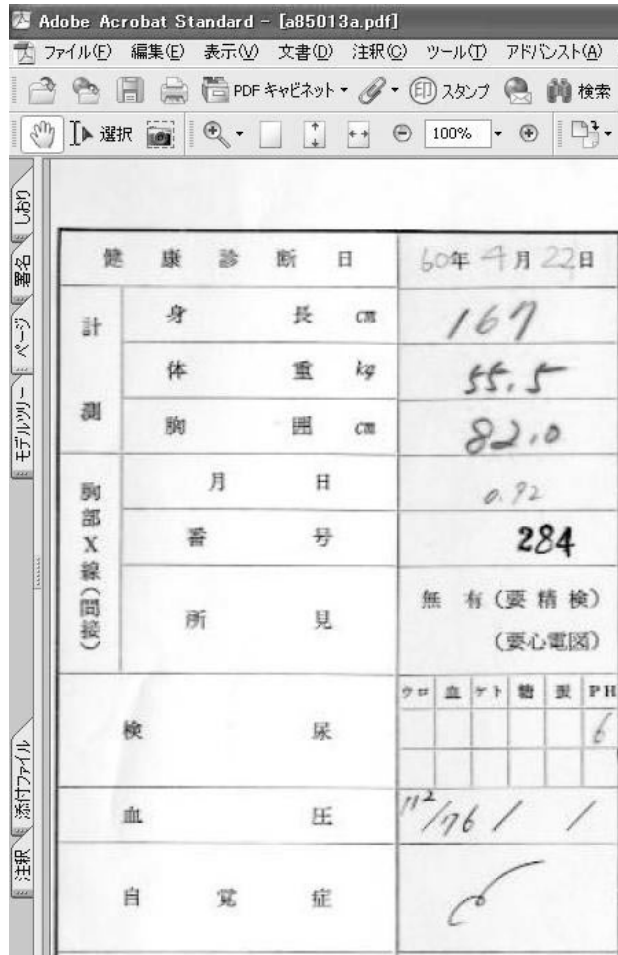 Adobe Acrobat Standard - [a85013a.pdf]
ファイル(F) 編集(E) 表示(V) 文書(D) 注釈(C) ツール(T) アドバンスト(A)
PDF キャビネット 印 スタンプ 検索
選択 100%
しおり
署名
ページ
モデルツリー
添付ファイル
注釈
健康診断日 60年4月22日
計測
身長 cm 167
体重 kg 55.5
胸囲 cm 82.0
胸部X線(間接)
月日 0.92
番号 284
所見 無 有(要精検)
(要心電図)
検尿 ウロ 血 ケト 糖 蛋 PH
6
血圧 112/76 / /
自覚症